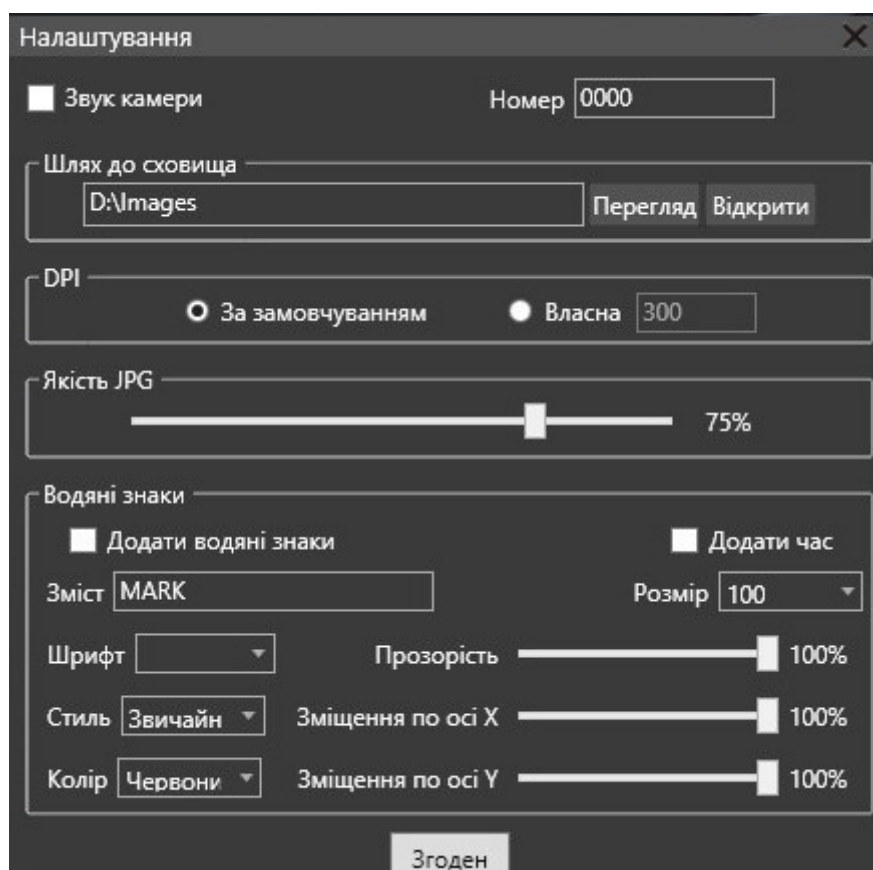 Налаштування
Звук камери Номер 0000
Шлях до сховища
D:\Images Перегляд Відкрити
DPI
За замовчуванням Власна 300
Якість JPG
75%
Водяні знаки
Додати водяні знаки Додати час
Зміст MARK Розмір 100
Шрифт Прозорість 100%
Стиль Звичайн Зміщення по осі X 100%
Колір Червони Зміщення по осі Y 100%
Згоден